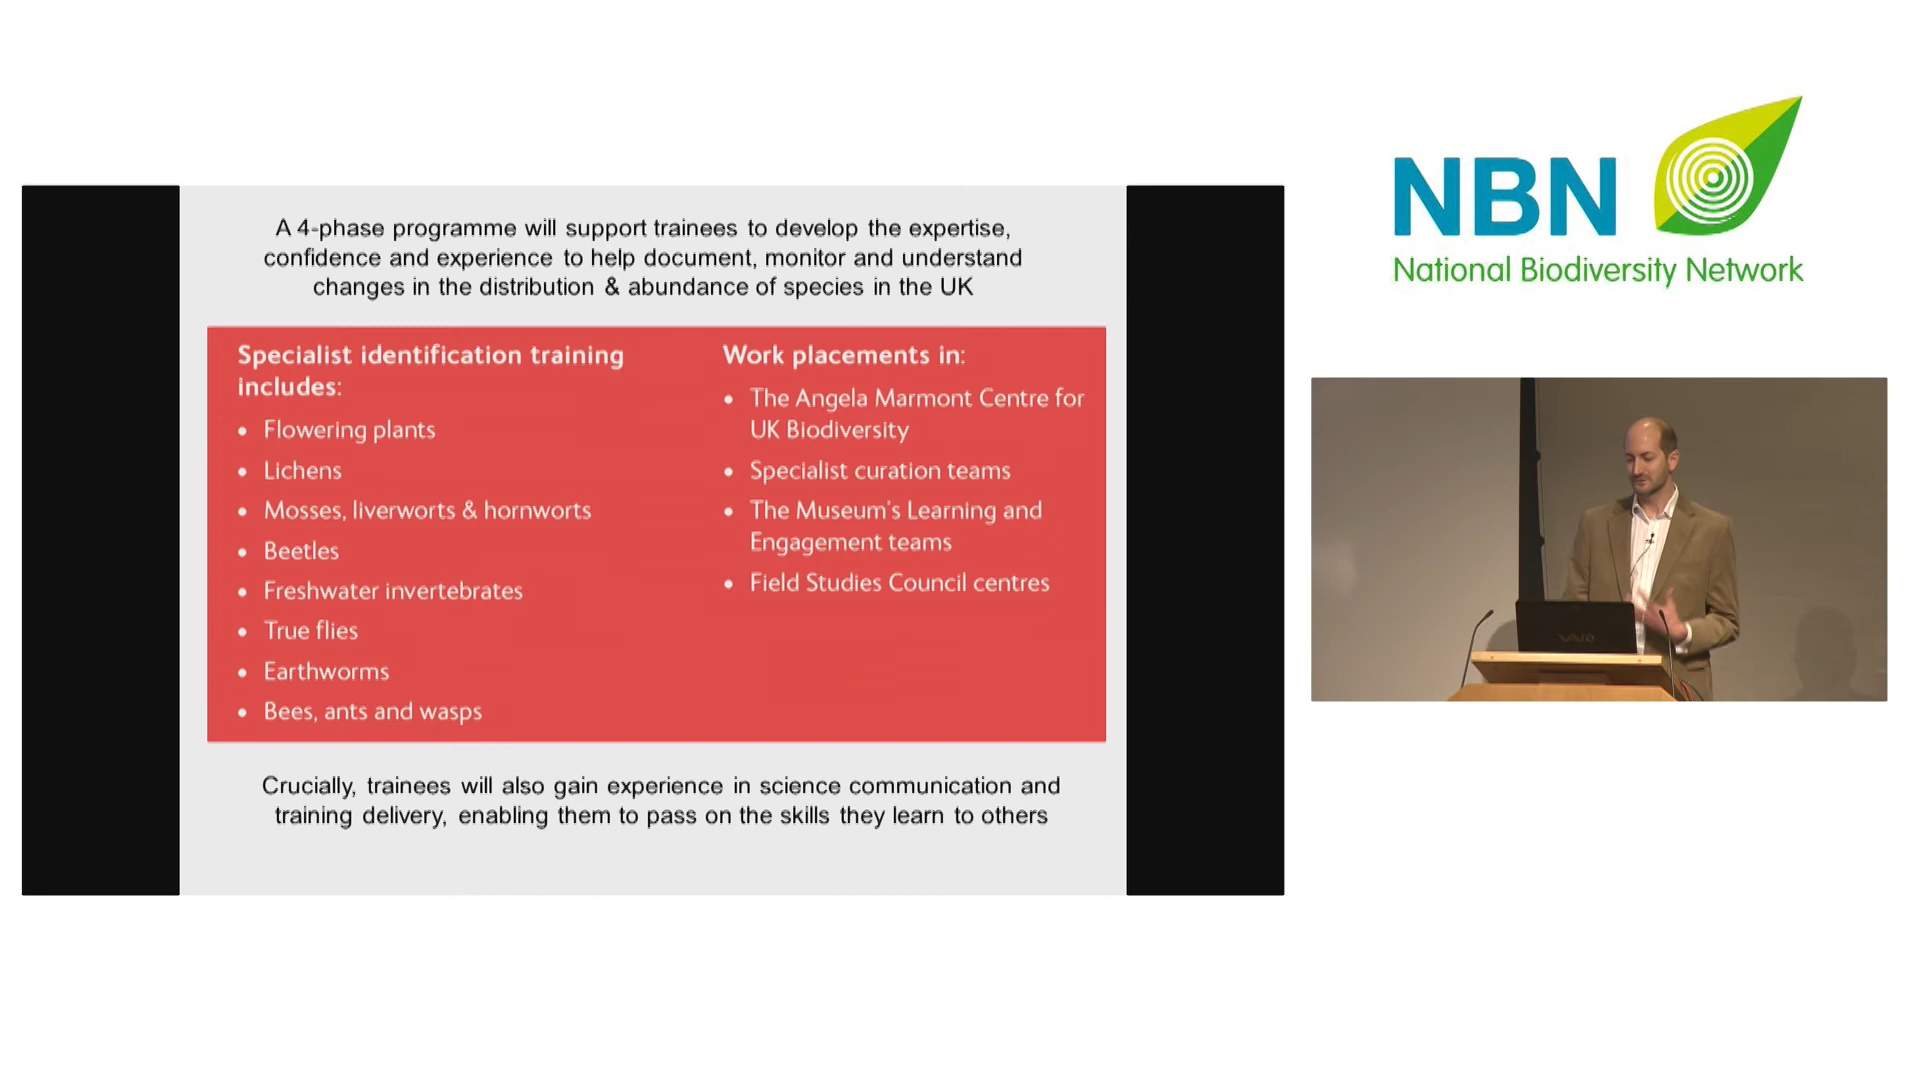 A 4-phase programme will support trainees to develop the expertise,
confidence and experience to help document, monitor and understand
changes in the distribution & abundance of species in the UK
Specialist identification training
includes:
• Flowering plants
• Lichens
• Mosses, liverworts & hornworts
• Beetles
• Freshwater invertebrates
• True flies
• Earthworms
• Bees, ants and wasps
Work placements in:
• The Angela Marmont Centre for
UK Biodiversity
• Specialist curation teams
• The Museum's Learning and
Engagement teams
• Field Studies Council centres
Crucially, trainees will also gain experience in science communication and
training delivery, enabling them to pass on the skills they learn to others
NBN
National Biodiversity Network
VAIO